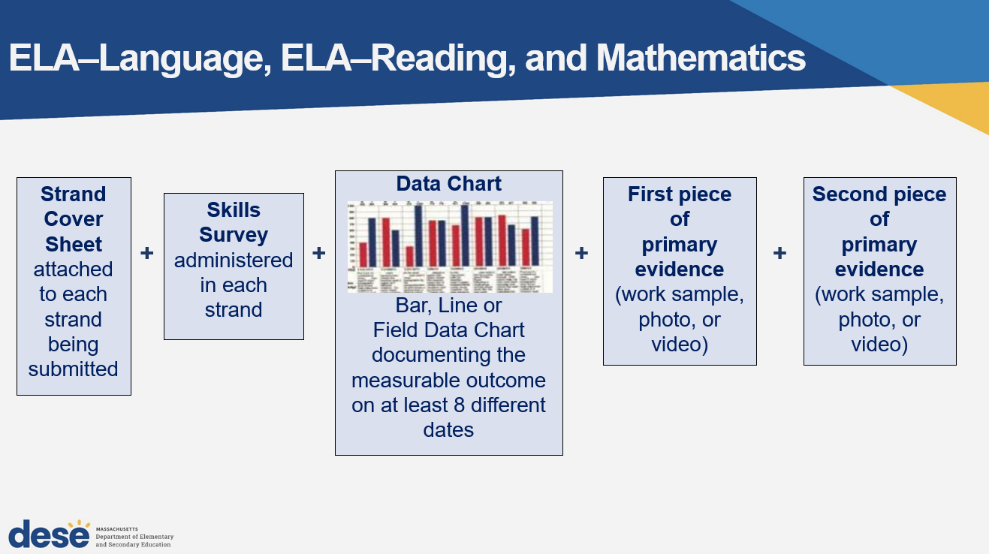 ELA–Language, ELA–Reading, and Mathematics
Strand
Cover
Sheet
attached
to each
strand
being
submitted
+
Skills
Survey
administered
in each
strand
+
Data Chart
Bar, Line or
Field Data Chart
documenting the
measurable outcome
on at least 8 different
dates
+
First piece
of
primary
evidence
(work sample,
photo, or
video)
+
Second piece
of
primary
evidence
(work sample,
photo, or
video)
dese
MASSACHUSETTS
Department of Elementary
and Secondary Education